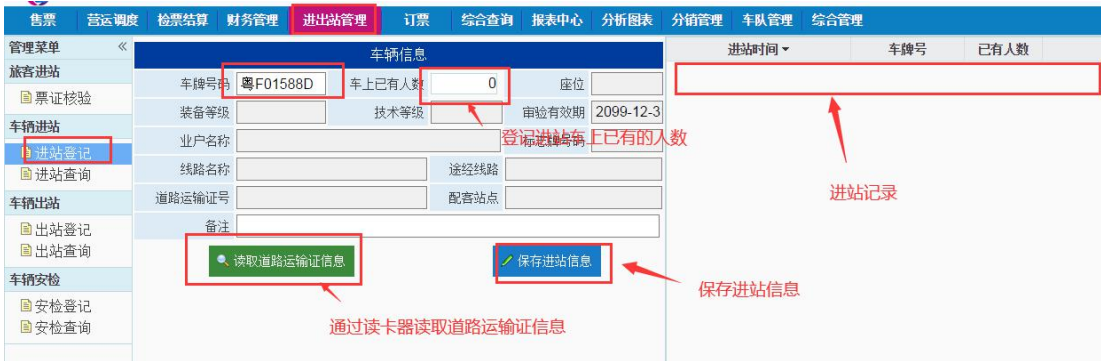 售票 营运调度 检票结算 财务管理 进出站管理 订票 综合查询 报表中心 分析图表 分销管理 车队管理 综合管理
管理菜单 «
旅客进站
票证核验
车辆进站
进站登记
进站查询
车辆出站
出站登记
出站查询
车辆安检
安检登记
安检查询
车辆信息
车牌号码 粤F01588D 车上已有人数 0 座位
装备等级 技术等级 审验有效期 2099-12-3
业户名称 标志牌号码
登记进站车上已有的人数
线路名称 途经线路
道路运输证号 配客站点
备注
读取道路运输证信息 保存进站信息
通过读卡器读取道路运输证信息
保存进站信息
进站时间 车牌号 已有人数
进站记录